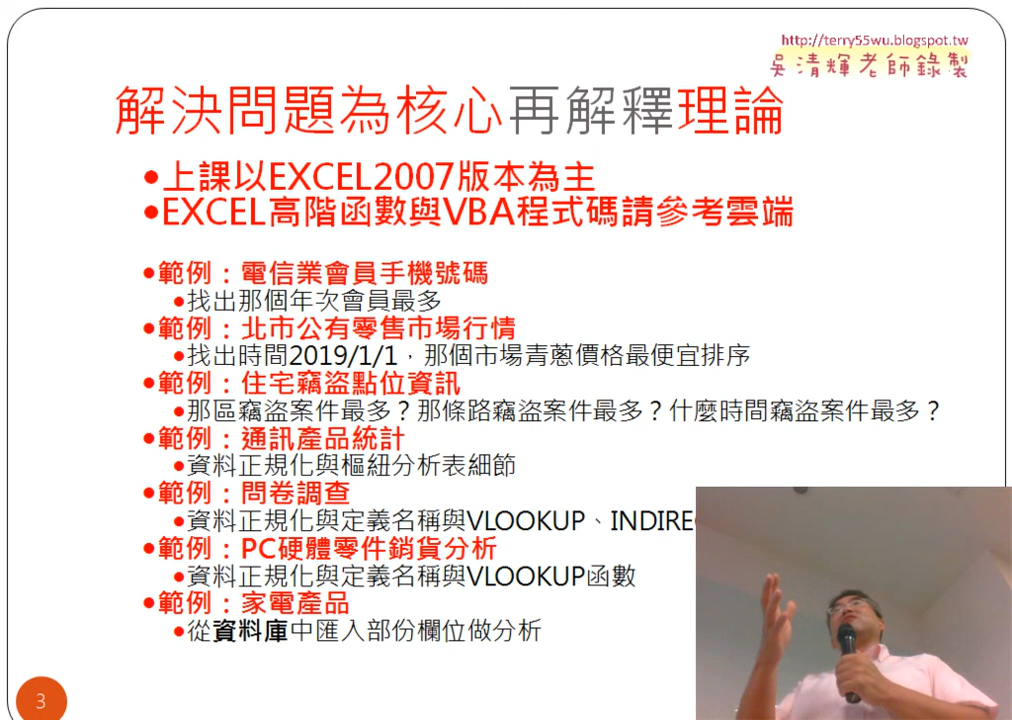 http://terry55wu.blogspot.tw
吳清輝老師錄製
解決問題為核心再解釋理論
•上課以EXCEL2007版本為主
•EXCEL高階函數與VBA程式碼請參考雲端
•範例：電信業會員手機號碼
•找出那個年次會員最多
•範例：北市公有零售市場行情
•找出時間2019/1/1，那個市場青蔥價格最便宜排序
•範例：住宅竊盜點位資訊
•那區竊盜案件最多？那條路竊盜案件最多？什麼時間竊盜案件最多？
•範例：通訊產品統計
•資料正規化與樞紐分析表細節
•範例：問卷調查
•資料正規化與定義名稱與VLOOKUP、INDIREC
•範例：PC硬體零件銷貨分析
•資料正規化與定義名稱與VLOOKUP函數
•範例：家電產品
•從資料庫中匯入部份欄位做分析
3